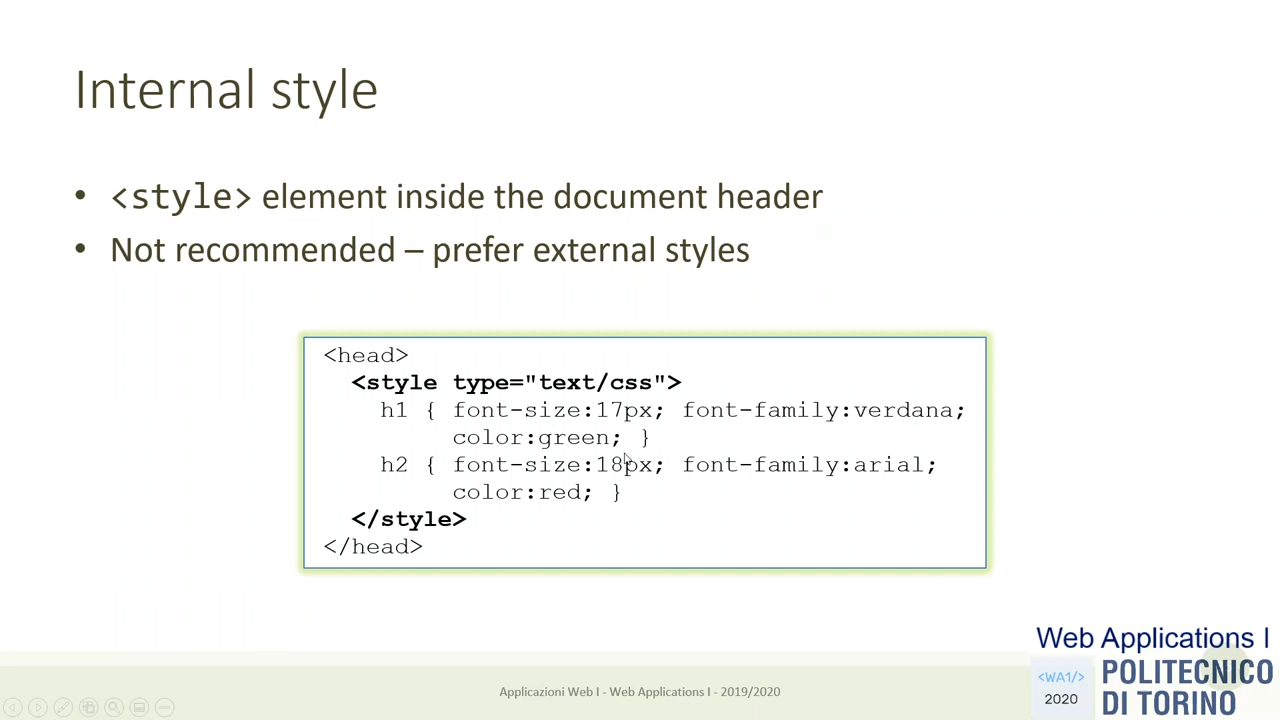 Internal style
• <style> element inside the document header
• Not recommended – prefer external styles
<head>
<style type="text/css">
h1 { font-size:17px; font-family:verdana;
color:green; }
h2 { font-size:18px; font-family:arial;
color:red; }
</style>
</head>
Web Applications I
<WA1/>
2020
POLITECNICO
DI TORINO
Applicazioni Web I - Web Applications I - 2019/2020